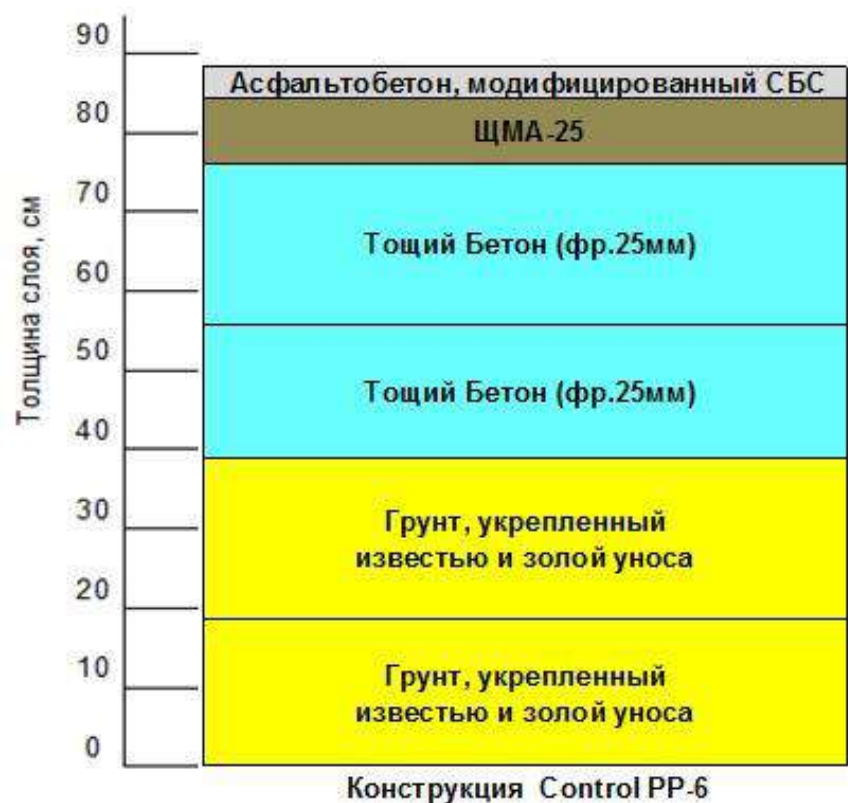 90
Асфальтобетон, модифицированный СБС
80
ЩМА-25
70
Тощий Бетон (фр.25мм)
60
50
Тощий Бетон (фр.25мм)
40
30
Грунт, укрепленный
известью и золой уноса
20
10
Грунт, укрепленный
известью и золой уноса
0
Толщина слоя, см
Конструкция Control PP-6